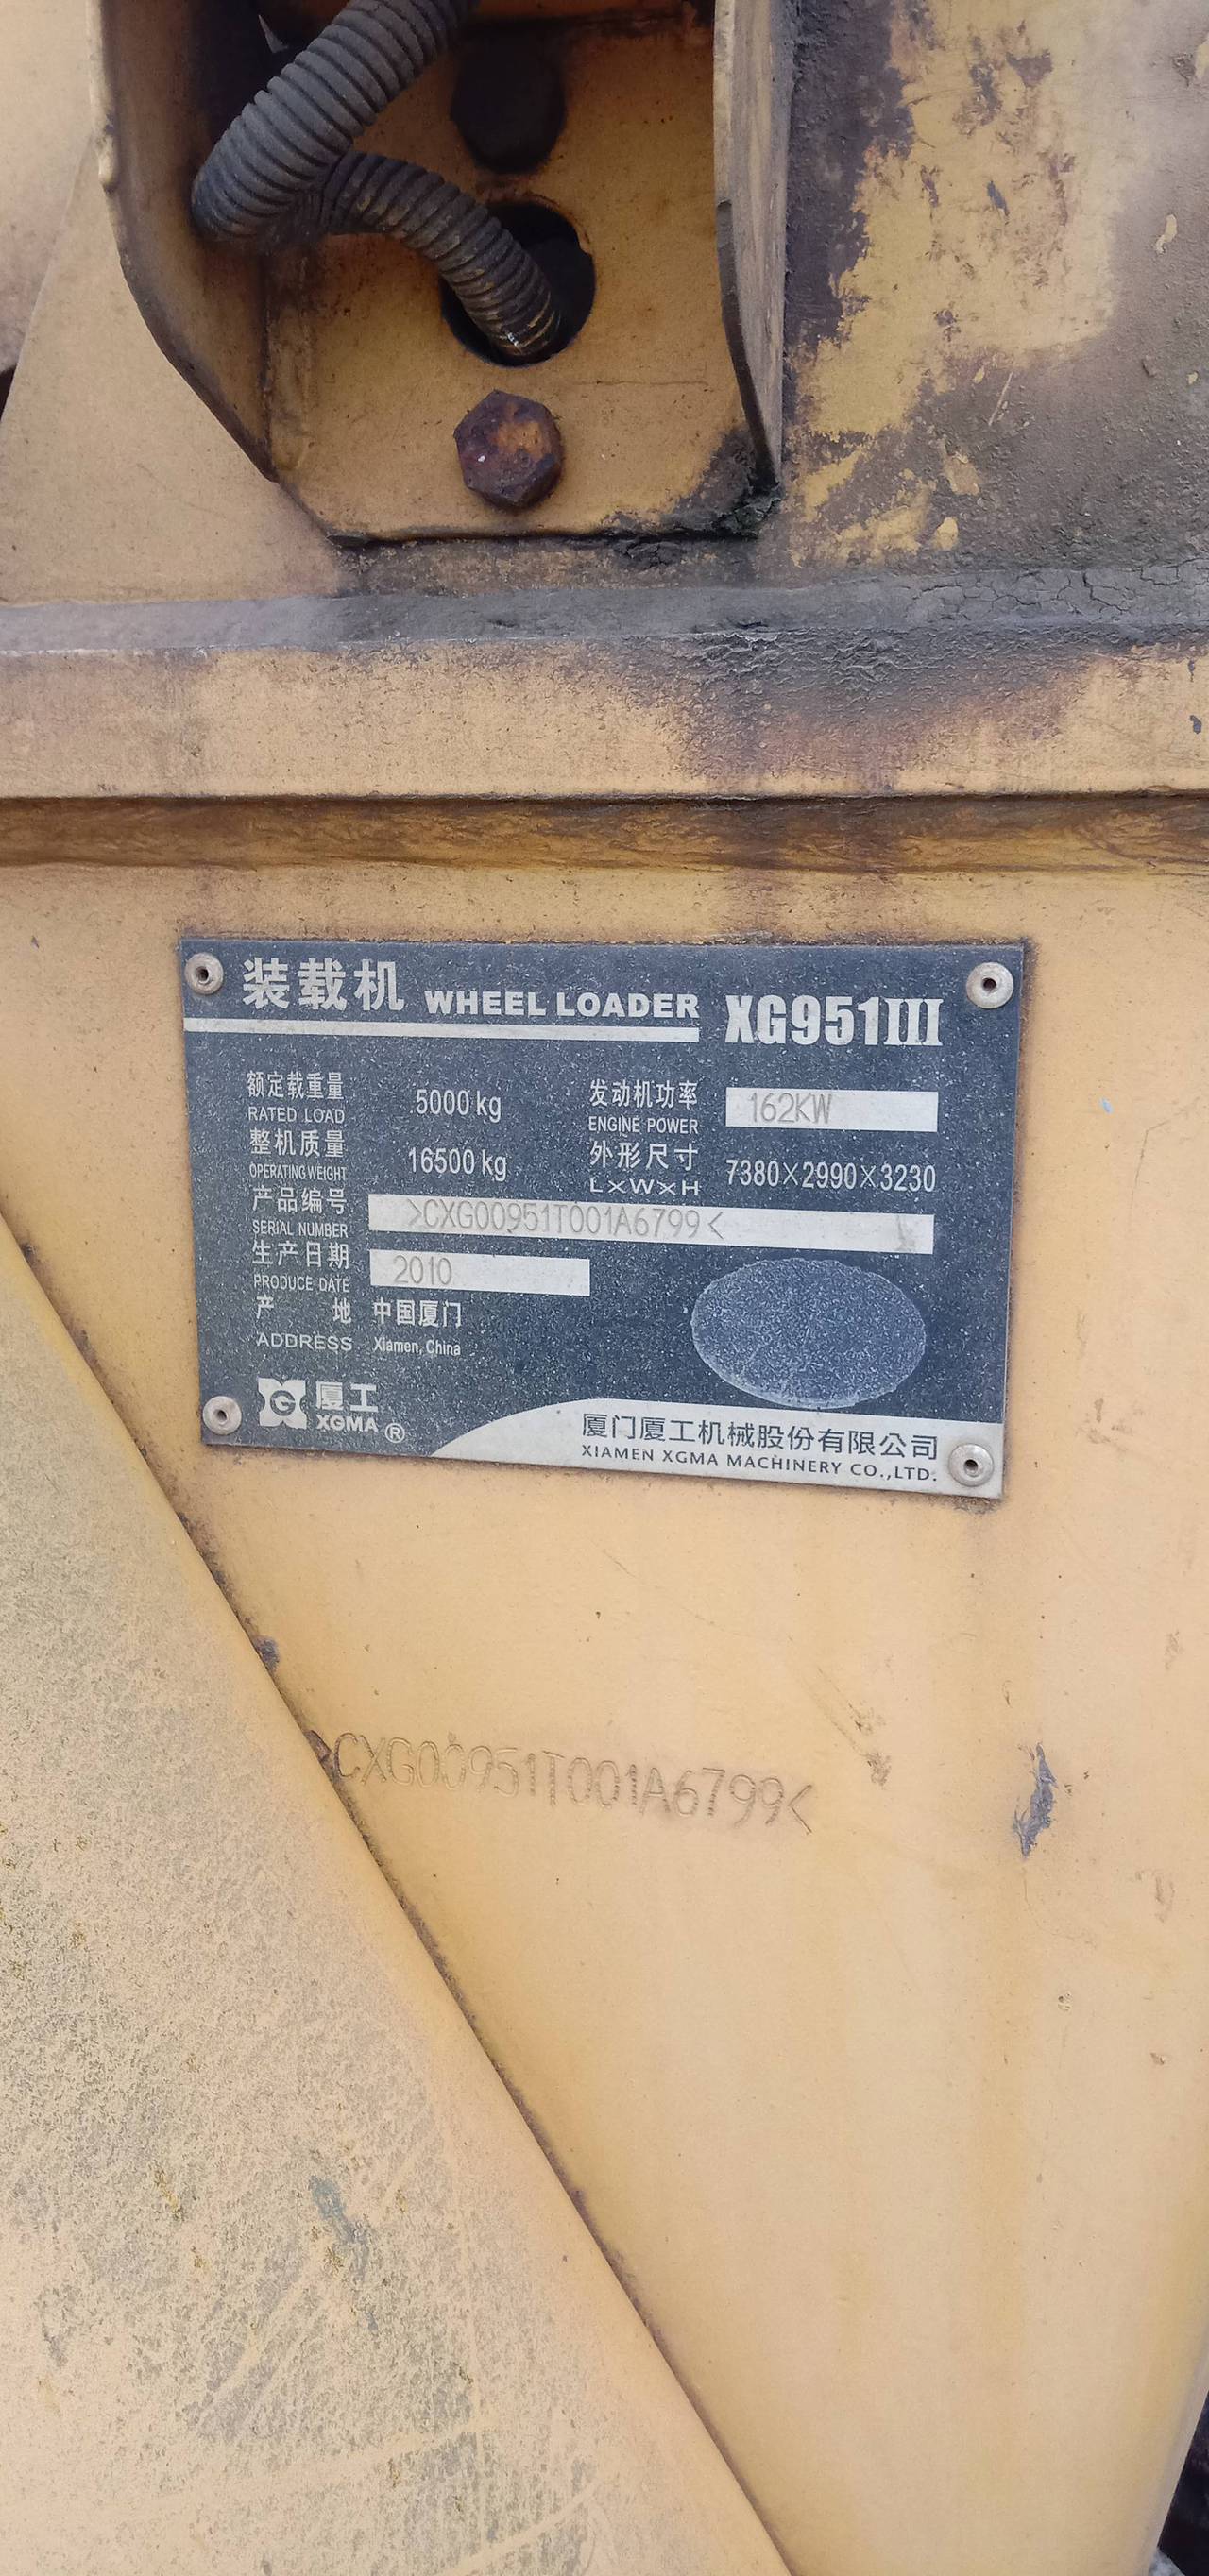 装载机 WHEEL LOADER XG951III
额定载重量 5000 kg 发动机功率 162KW
RATED LOAD ENGINE POWER
整机质量 16500 kg 外形尺寸 7380×2990×3230
OPERATING WEIGHT L×W×H
产品编号 >CXG00951T001A6799<
SERIAL NUMBER
生产日期 2010
PRODUCE DATE
产 地 中国厦门
ADDRESS Xiamen, China
厦工
XGMA ®
厦门厦工机械股份有限公司
XIAMEN XGMA MACHINERY CO.,LTD.
>CXG00951T001A6799<